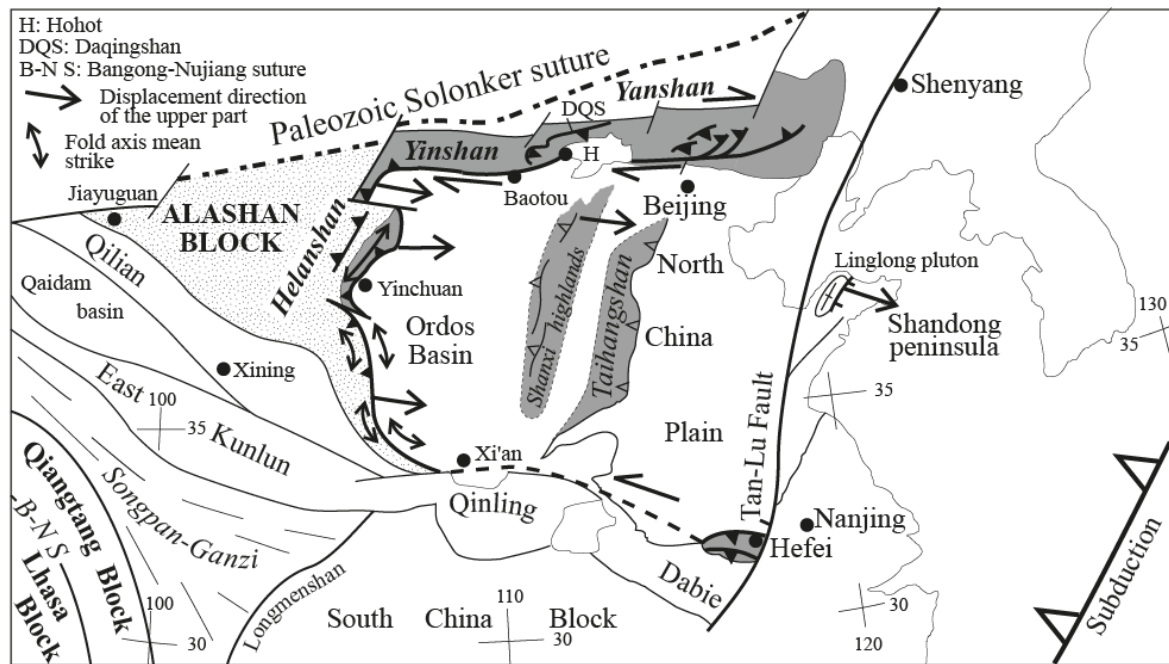 H: Hohot
DQS: Daqingshan
B-N S: Bangong-Nujiang suture
Displacement direction
of the upper part
Fold axis mean
strike
Paleozoic Solonker suture
Yanshan
DQS
Shenyang
Yinshan
H
Jiayuguan
ALASHAN
BLOCK
Baotou
Beijing
Qilian
Helanshan
Qaidam
basin
Yinchuan
Ordos
Basin
Shanxi highlands
Taihangshan
North
China
Plain
Linglong pluton
Shandong
peninsula
130
35
Xining
East
Kunlun
100
35
35
Xi'an
Qinling
Tan-Lu Fault
Nanjing
Hefei
Dabie
Qiangtang Block
B-N S
Lhasa
Block
Songpan-Ganzi
Longmenshan
100
30
South China Block
110
30
30
120
Subduction